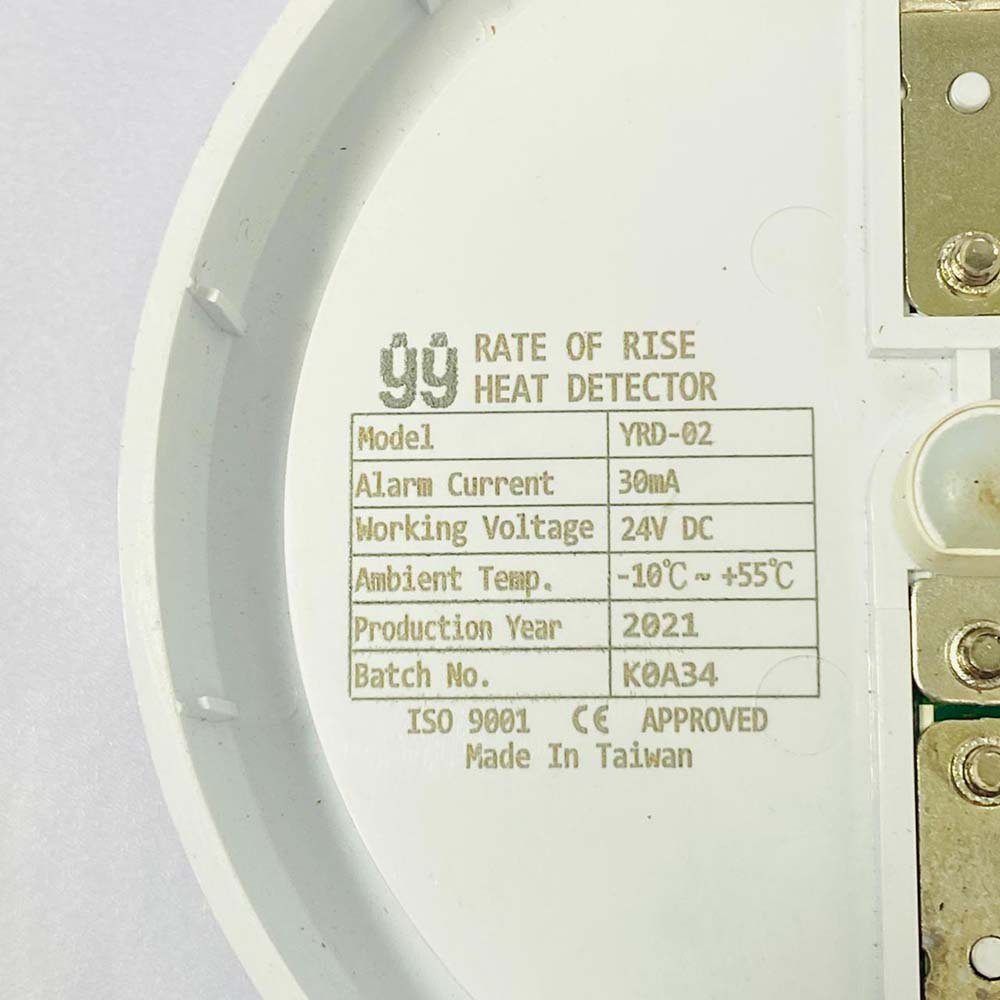 RATE OF RISE
HEAT DETECTOR
Model YRD-02
Alarm Current 30mA
Working Voltage 24V DC
Ambient Temp. -10℃ ~ +55℃
Production Year 2021
Batch No. K0A34
ISO 9001 CE APPROVED
Made In Taiwan